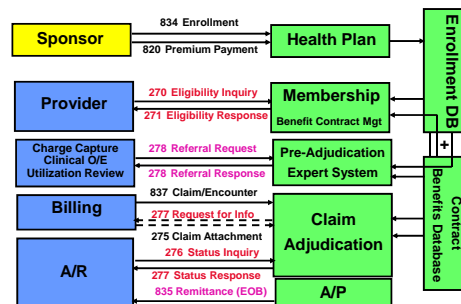 834 Enrollment
Sponsor
Health Plan
820 Premium Payment
Enrollment DB
270 Eligibility Inquiry
Provider
Membership
271 Eligibility Response
Benefit Contract Mgt
Charge Capture
Clinical O/E
Utilization Review
278 Referral Request
278 Referral Response
Pre-Adjudication
Expert System
+
Contract
Benefits Database
Billing
837 Claim/Encounter
277 Request for Info
275 Claim Attachment
Claim
Adjudication
276 Status Inquiry
A/R
277 Status Response
835 Remittance (EOB)
A/P